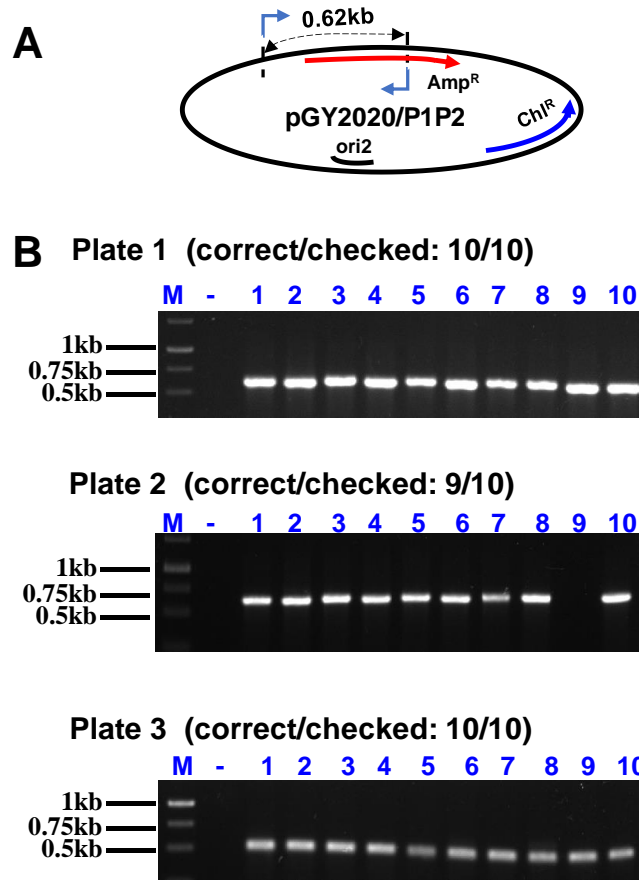 A
0.62kb
Amp^R
pGY2020/P1P2
Chl^R
ori2
B Plate 1 (correct/checked: 10/10)
M - 1 2 3 4 5 6 7 8 9 10
1kb
0.75kb
0.5kb
Plate 2 (correct/checked: 9/10)
M - 1 2 3 4 5 6 7 8 9 10
1kb
0.75kb
0.5kb
Plate 3 (correct/checked: 10/10)
M - 1 2 3 4 5 6 7 8 9 10
1kb
0.75kb
0.5kb